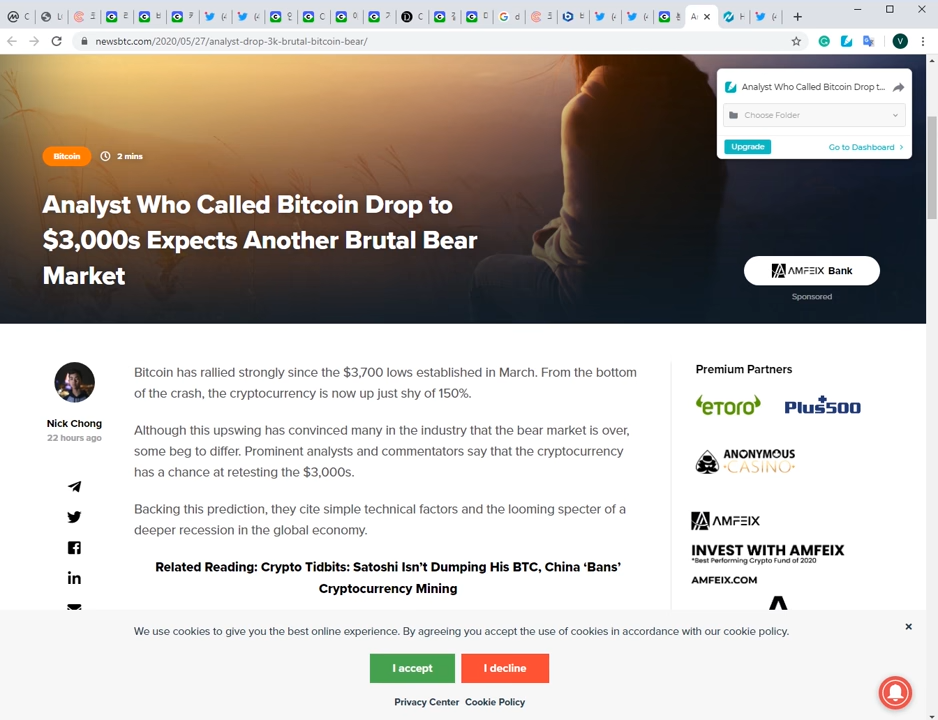 newsbtc.com/2020/05/27/analyst-drop-3k-brutal-bitcoin-bear/
V
Analyst Who Called Bitcoin Drop t...
Choose Folder
Upgrade
Go to Dashboard
Bitcoin
2 mins
Analyst Who Called Bitcoin Drop to
$3,000s Expects Another Brutal Bear
Market
AMFEIX Bank
Sponsored
Nick Chong
22 hours ago
Bitcoin has rallied strongly since the $3,700 lows established in March. From the bottom
of the crash, the cryptocurrency is now up just shy of 150%.
Although this upswing has convinced many in the industry that the bear market is over,
some beg to differ. Prominent analysts and commentators say that the cryptocurrency
has a chance at retesting the $3,000s.
Backing this prediction, they cite simple technical factors and the looming specter of a
deeper recession in the global economy.
Related Reading: Crypto Tidbits: Satoshi Isn’t Dumping His BTC, China ‘Bans’
Cryptocurrency Mining
Premium Partners
eToro
Plus500
ANONYMOUS
CASINO
AMFEIX
INVEST WITH AMFEIX
*Best Performing Crypto Fund of 2020
AMFEIX.COM
We use cookies to give you the best online experience. By agreeing you accept the use of cookies in accordance with our cookie policy.
I accept
I decline
Privacy Center
Cookie Policy